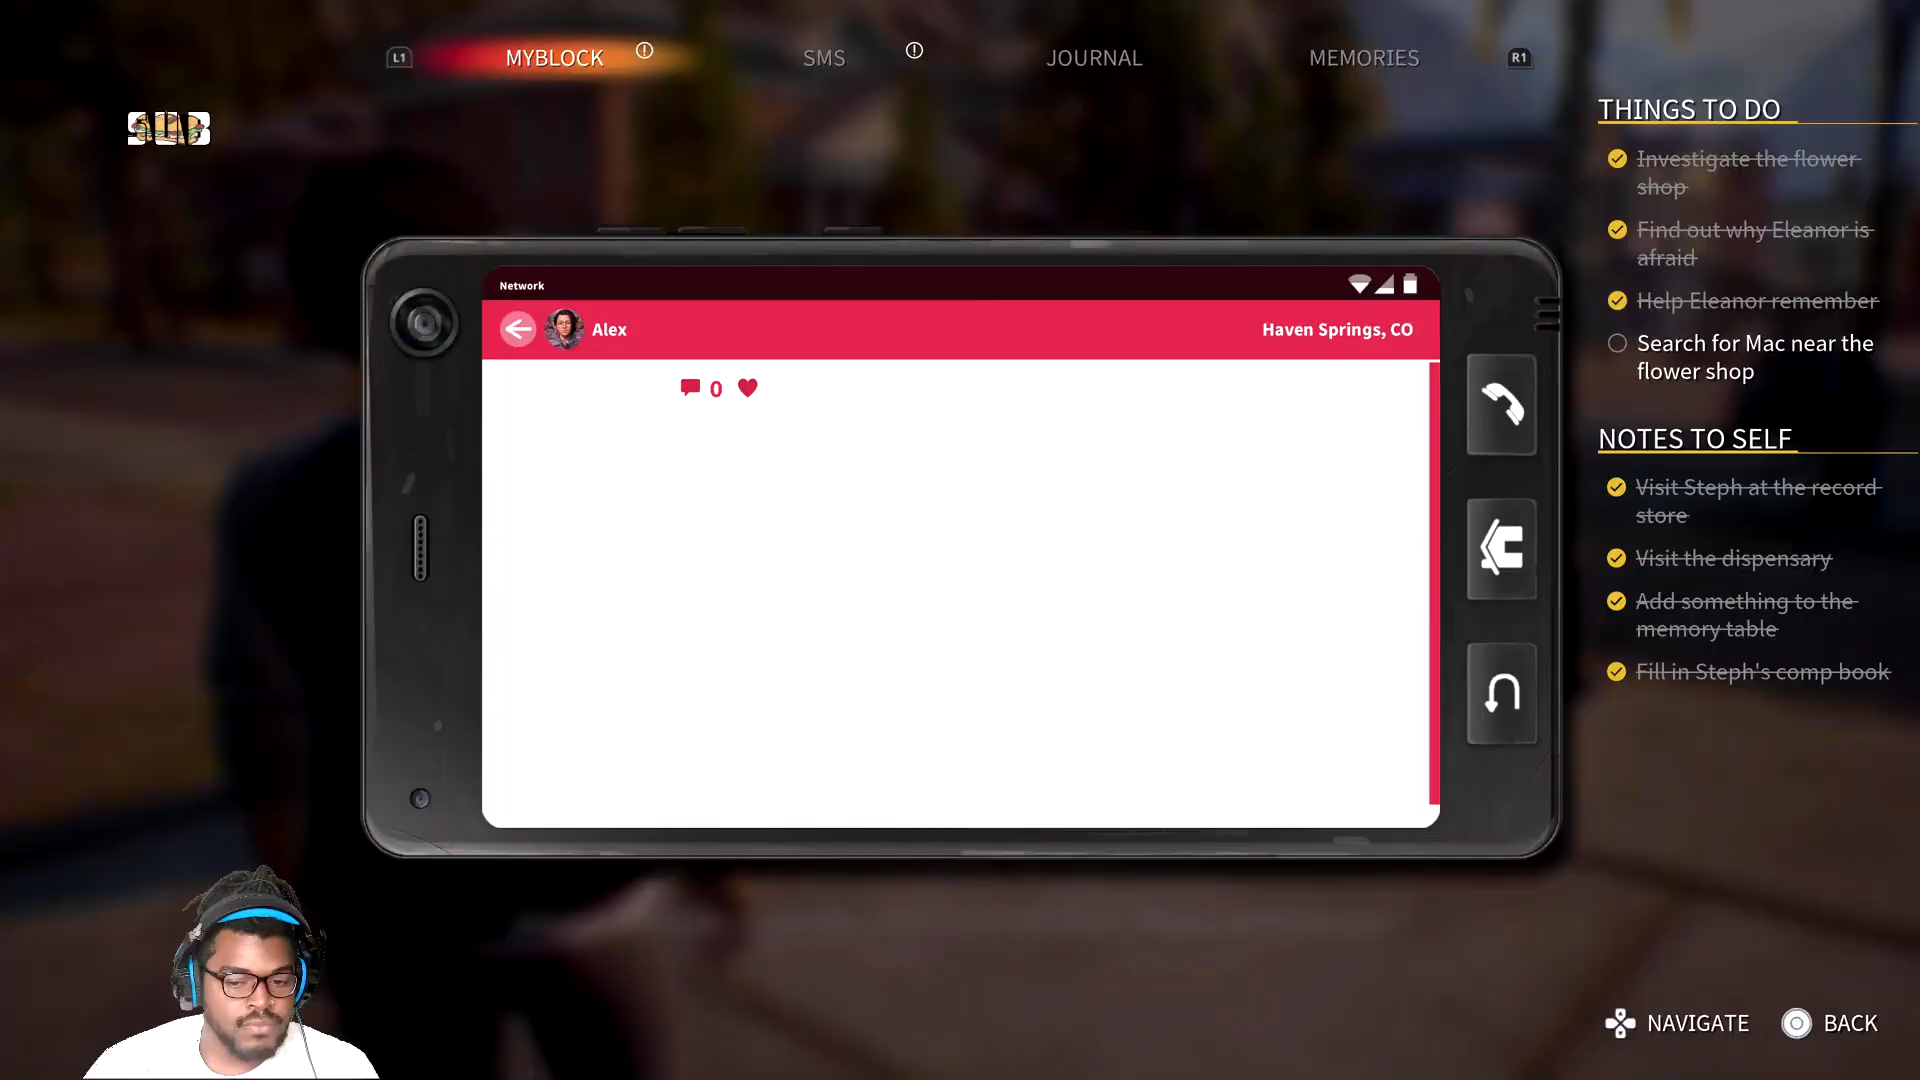 L1
MYBLOCK
SMS
JOURNAL
MEMORIES
R1
THINGS TO DO
Investigate the flower
shop
Find out why Eleanor is
afraid
Help Eleanor remember
Search for Mac near the
flower shop
NOTES TO SELF
Visit Steph at the record
store
Visit the dispensary
Add something to the
memory table
Fill in Steph's comp book
Network
Alex
Haven Springs, CO
0
NAVIGATE
BACK